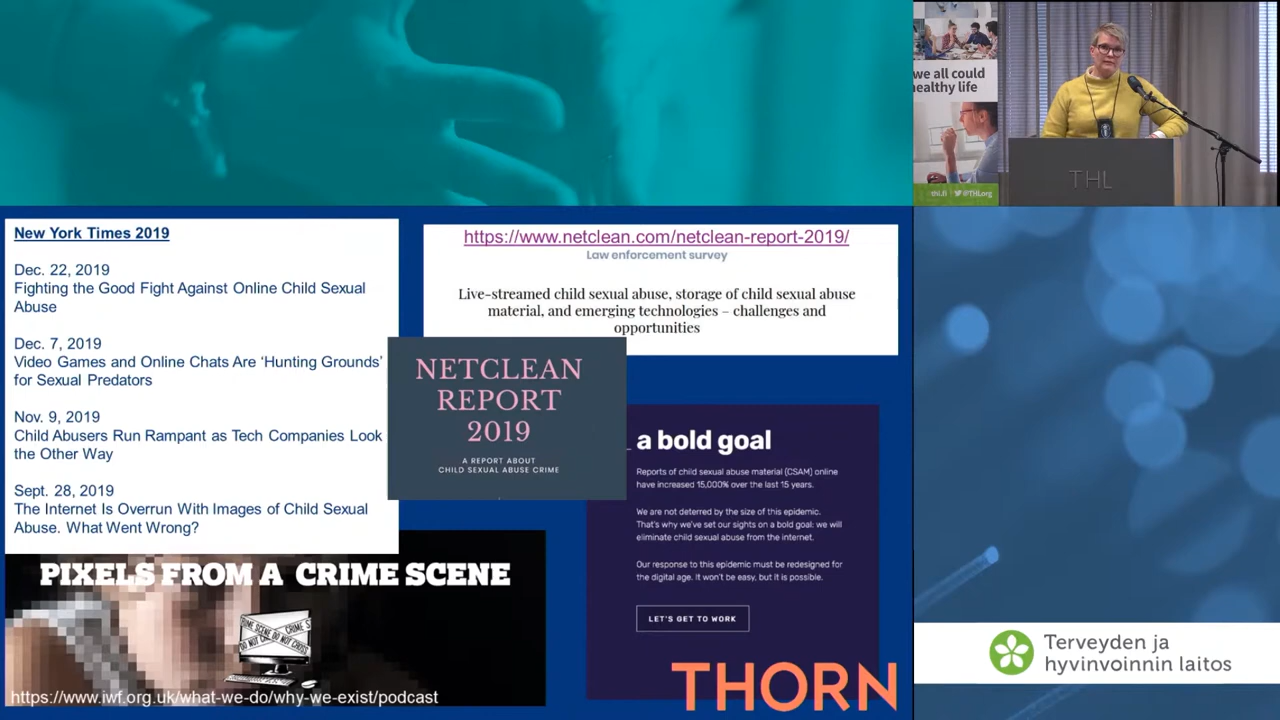 New York Times 2019
Dec. 22, 2019
Fighting the Good Fight Against Online Child Sexual
Abuse
Dec. 7, 2019
Video Games and Online Chats Are ‘Hunting Grounds’
for Sexual Predators
Nov. 9, 2019
Child Abusers Run Rampant as Tech Companies Look
the Other Way
Sept. 28, 2019
The Internet Is Overrun With Images of Child Sexual
Abuse. What Went Wrong?
https://www.netclean.com/netclean-report-2019/
Law enforcement survey
Live-streamed child sexual abuse, storage of child sexual abuse
material, and emerging technologies – challenges and
opportunities
NETCLEAN
REPORT
2019
A REPORT ABOUT
CHILD SEXUAL ABUSE CRIME
a bold goal
Reports of child sexual abuse material (CSAM) online
have increased 15,000% over the last 15 years.
We are not deterred by the size of this epidemic.
That's why we've set our sights on a bold goal: we will
eliminate child sexual abuse from the internet.
Our response to this epidemic must be redesigned for
the digital age. It won't be easy, but it is possible.
LET'S GET TO WORK
THORN
PIXELS FROM A CRIME SCENE
https://www.iwf.org.uk/what-we-do/why-we-exist/podcast
we all could
healthy life
thl.fi @THLorg
THL
Terveyden ja
hyvinvoinnin laitos